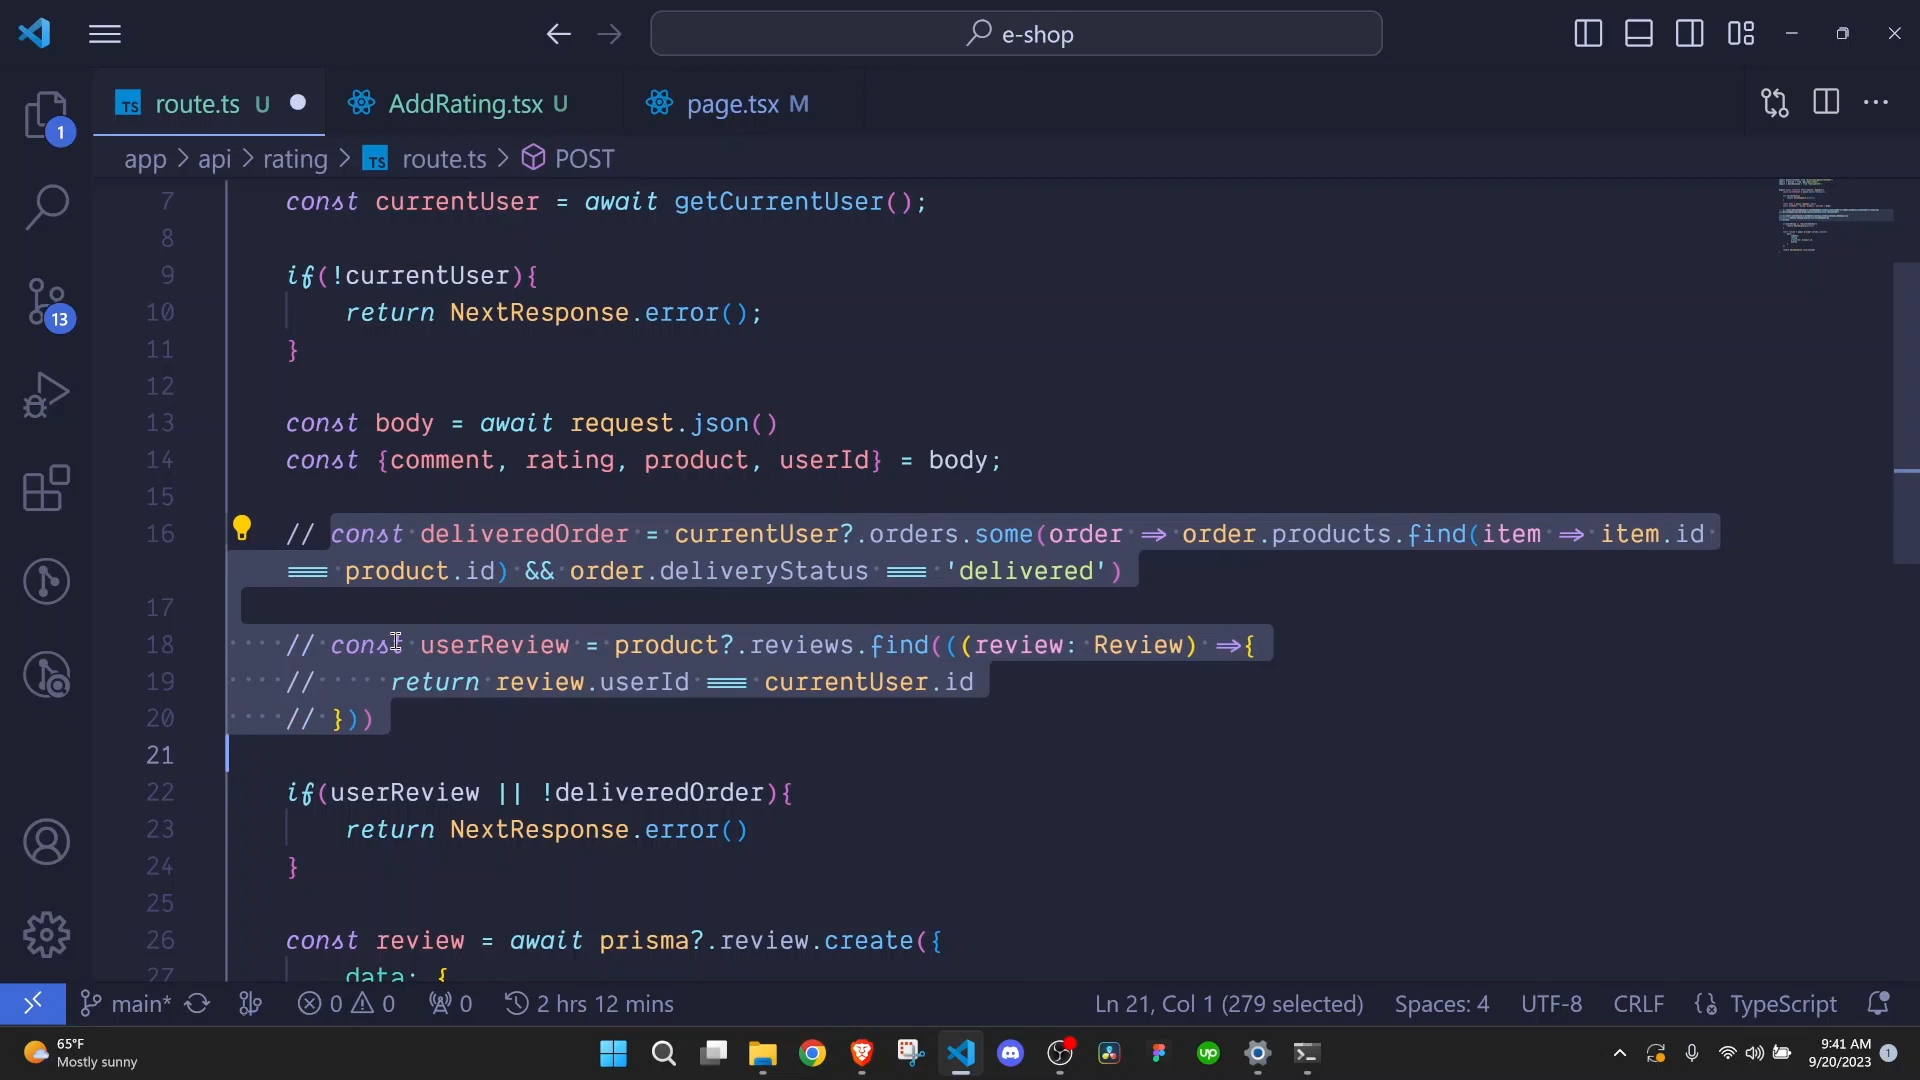 e-shop
TS route.ts U
AddRating.tsx U
page.tsx M
app > api > rating > TS route.ts > POST
1
13
7 const currentUser = await getCurrentUser();
8
9 if(!currentUser){
10 return NextResponse.error();
11 }
12
13 const body = await request.json()
14 const {comment, rating, product, userId} = body;
15
16 // const deliveredOrder = currentUser?.orders.some(order => order.products.find(item => item.id
=== product.id) && order.deliveryStatus === 'delivered')
17
18 // const userReview = product?.reviews.find(((review: Review) =>{
19 // return review.userId === currentUser.id
20 // }))
21
22 if(userReview || !deliveredOrder){
23 return NextResponse.error()
24 }
25
26 const review = await prisma?.review.create({
27 data: {
main* 0 0 0 2 hrs 12 mins Ln 21, Col 1 (279 selected) Spaces: 4 UTF-8 CRLF {} TypeScript
65°F
Mostly sunny
up
9:41 AM
9/20/2023
1